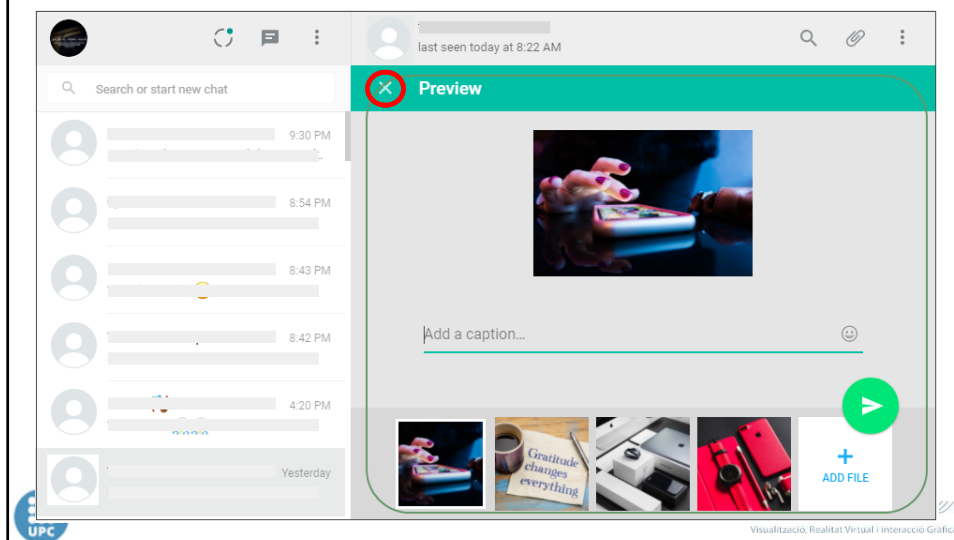 last seen today at 8:22 AM
Search or start new chat
Preview
9:30 PM
8:54 PM
8:43 PM
8:42 PM
4:20 PM
Yesterday
Add a caption...
Gratitude
changes
everything
ADD FILE
UPC
Visualització, Realitat Virtual i interacció Gràfica